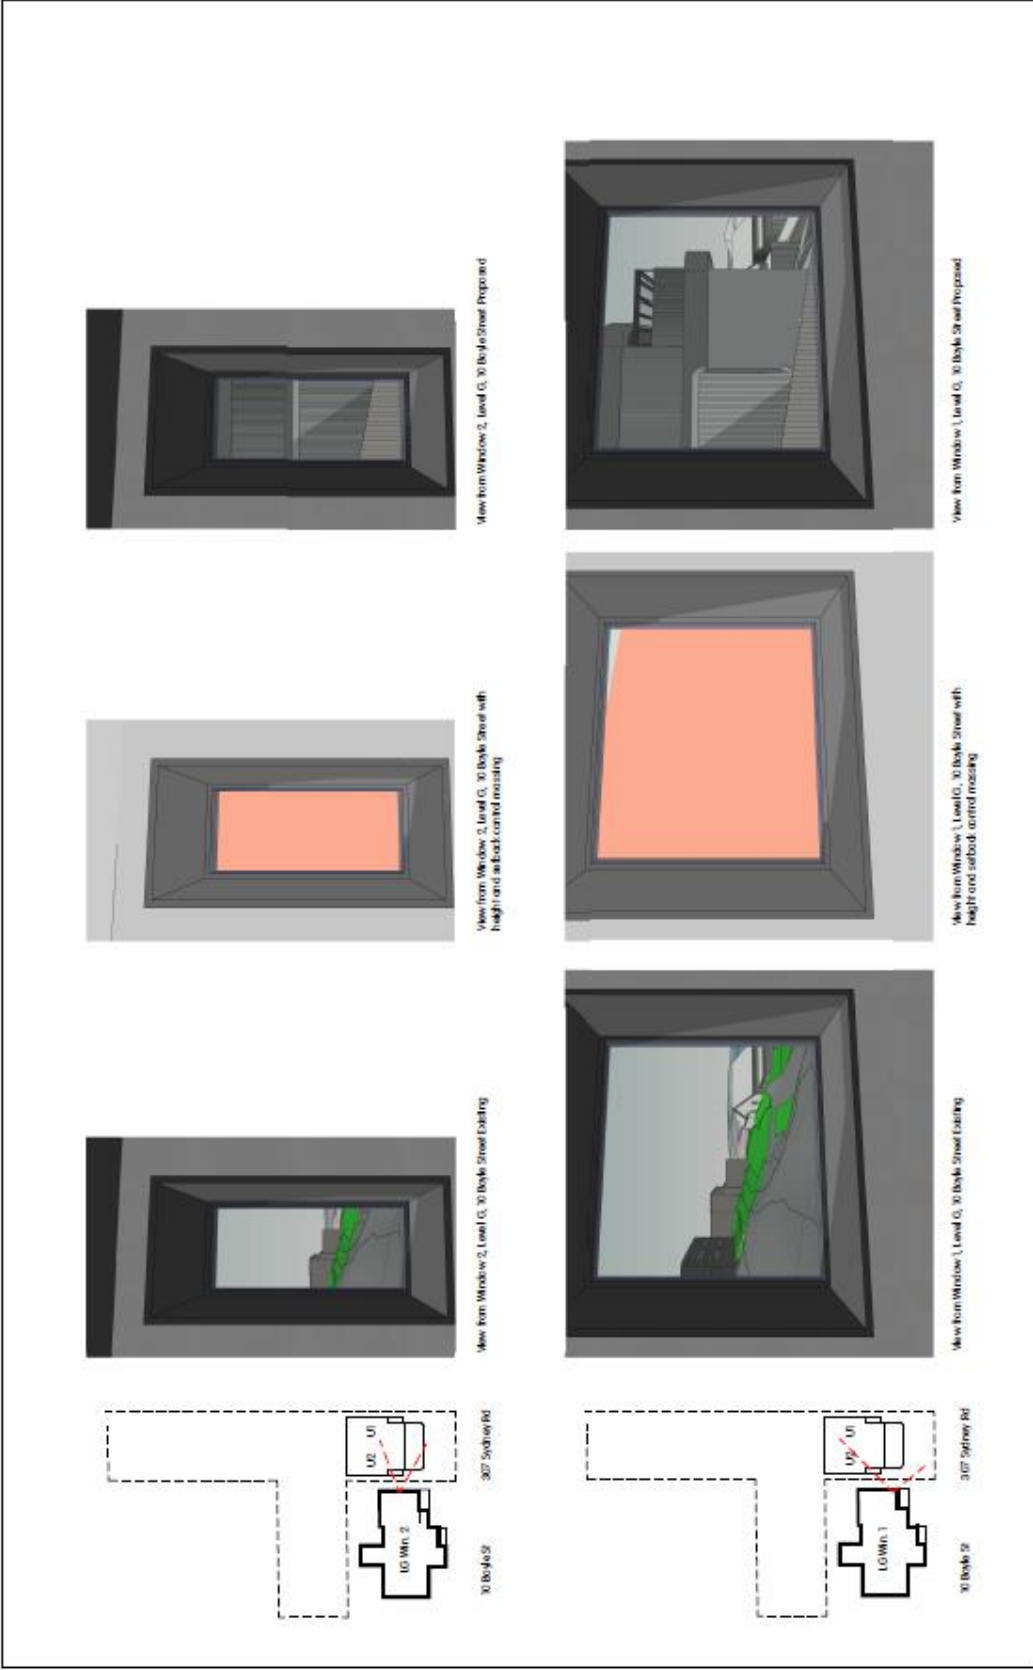 U2 U1
LG Win. 2
10 Boyle St
307 Sydney Rd
View from Window 2, Level G, 10 Boyle Street Existing
View from Window 2, Level G, 10 Boyle Street with
height and setback control massing
View from Window 2, Level G, 10 Boyle Street Proposed
U2 U1
LG Win. 1
10 Boyle St
307 Sydney Rd
View from Window 1, Level G, 10 Boyle Street Existing
View from Window 1, Level G, 10 Boyle Street with
height and setback control massing
View from Window 1, Level G, 10 Boyle Street Proposed